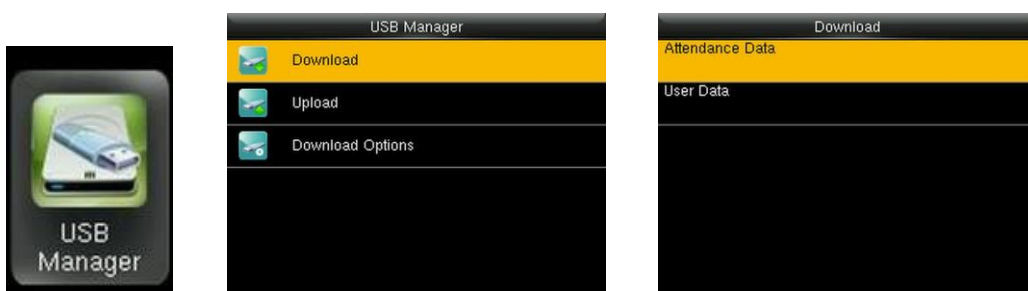 USB
Manager
USB Manager
Download
Upload
Download Options
Download
Attendance Data
User Data